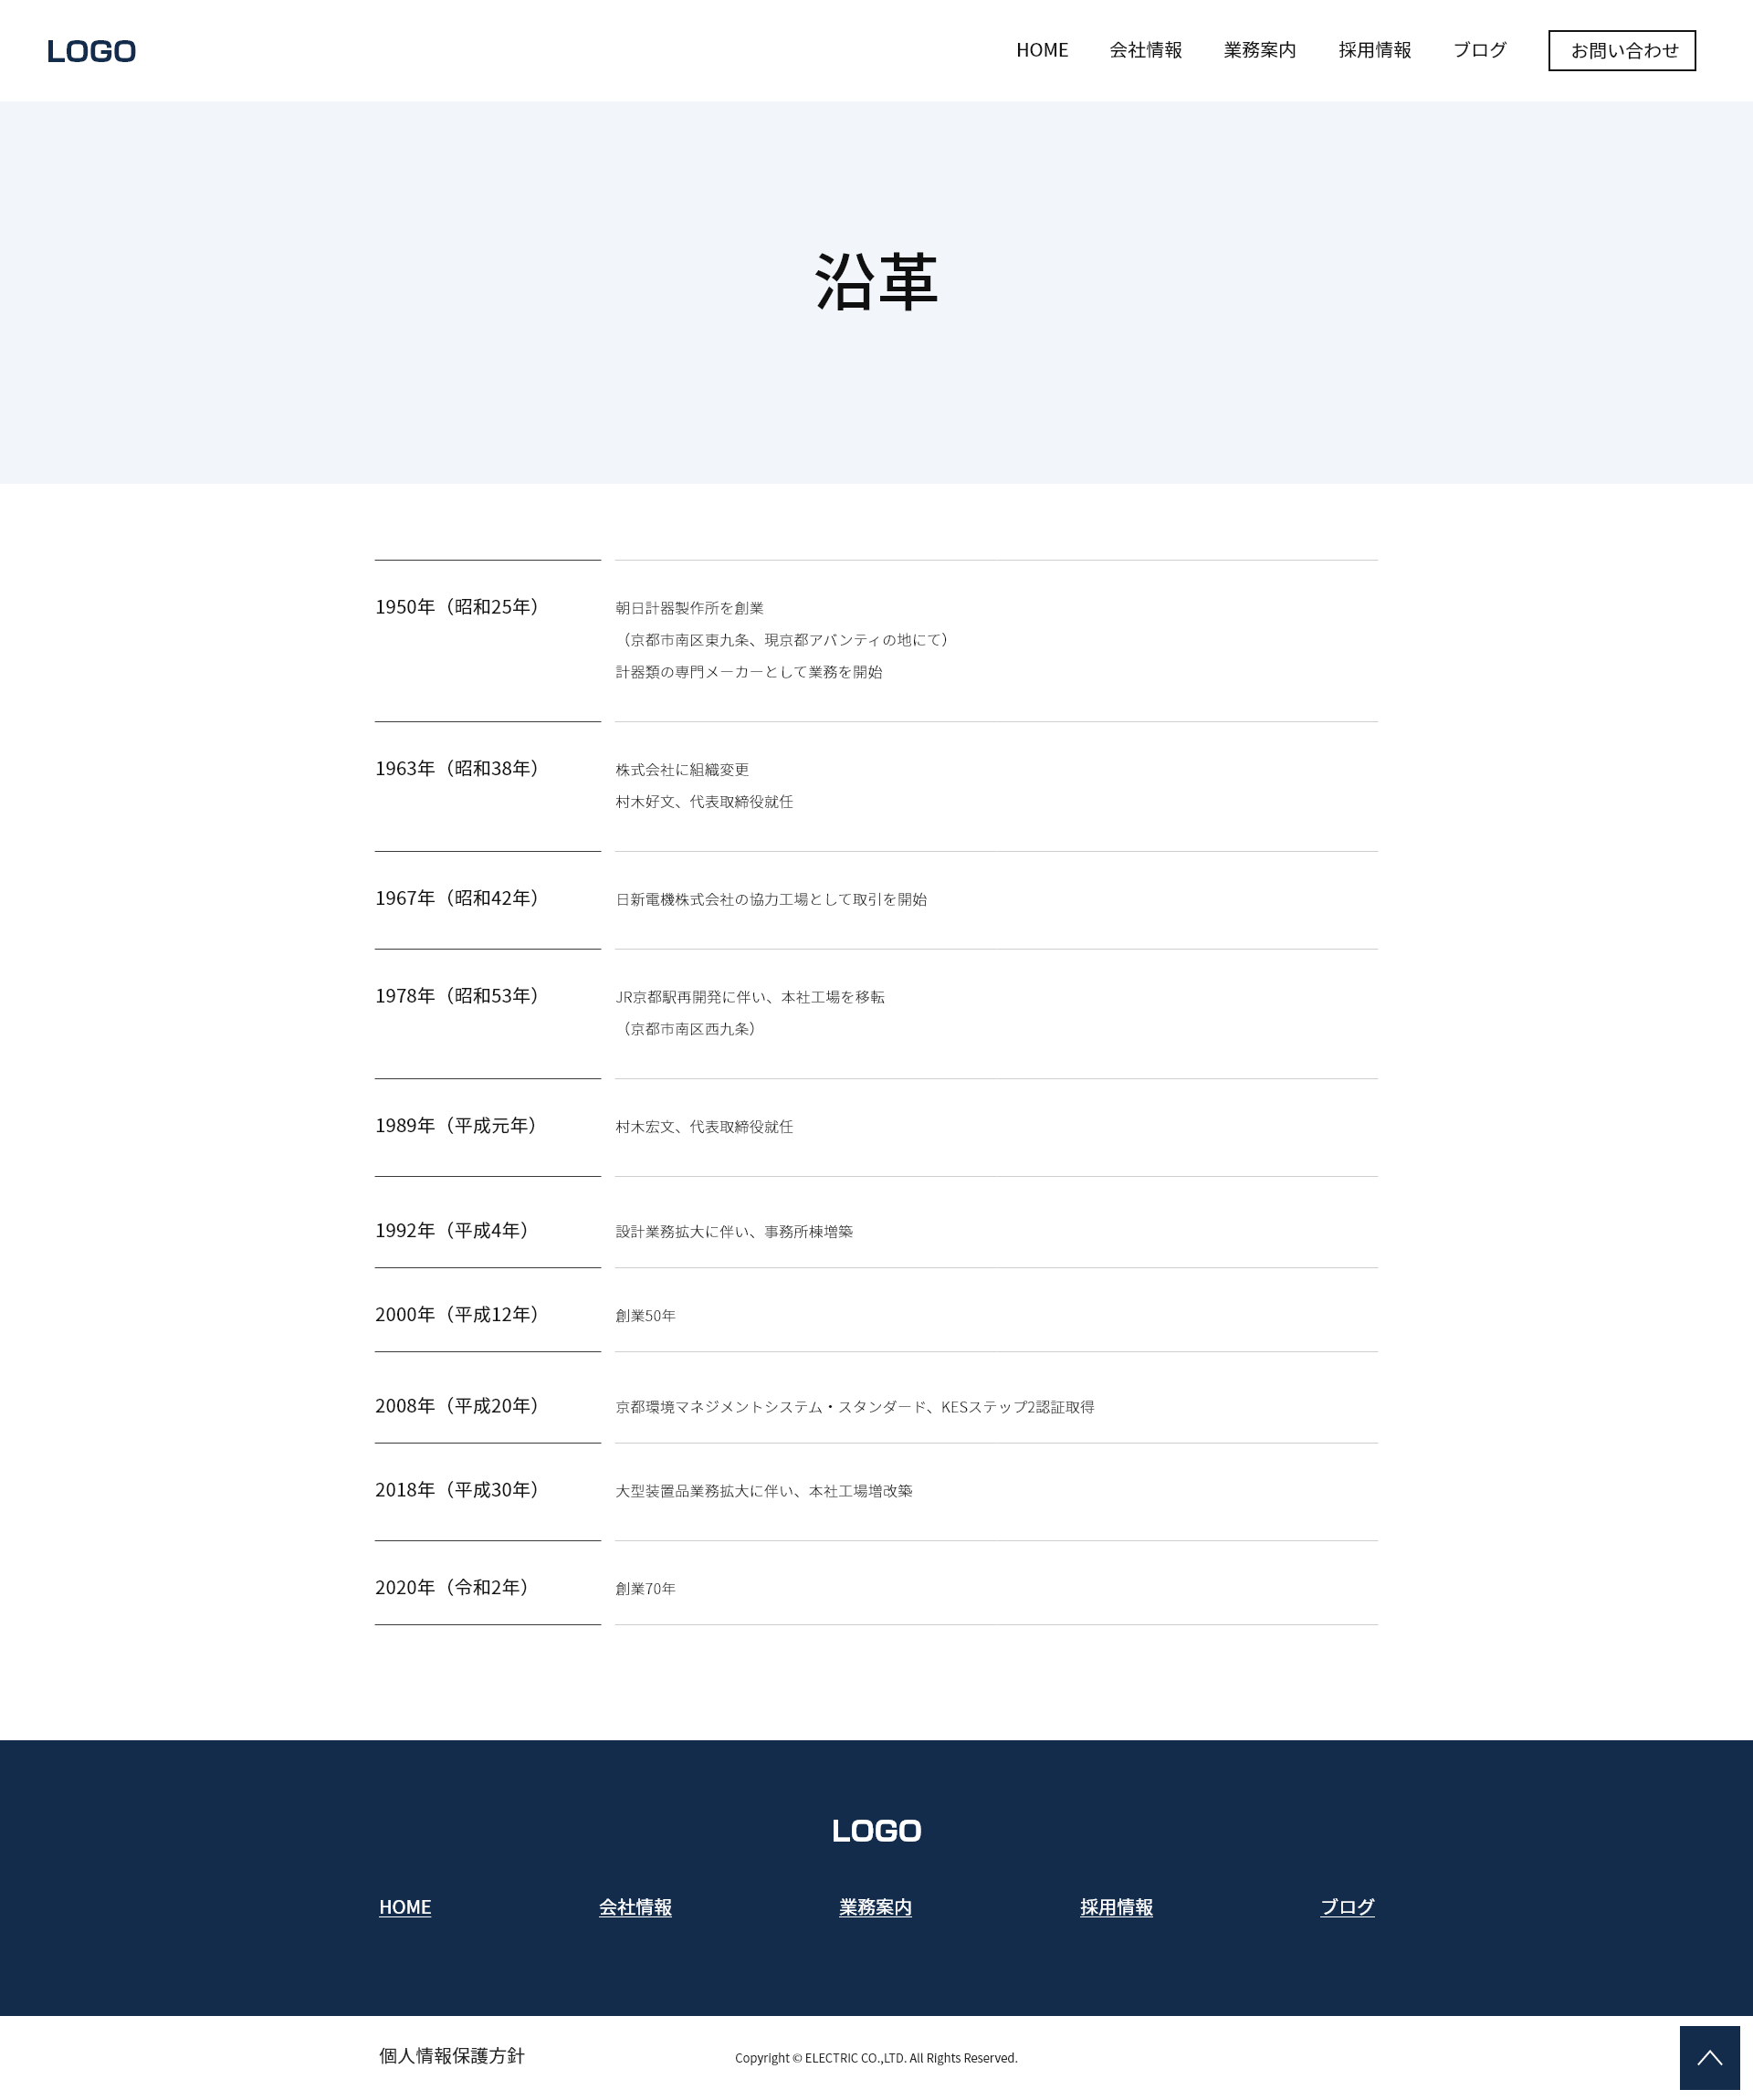 LOGO
HOME 会社情報 業務案内 採用情報 ブログ お問い合わせ
沿革
1950年（昭和25年） 朝日計器製作所を創業
（京都市南区東九条、現京都アバンティの地にて）
計器類の専門メーカーとして業務を開始
1963年（昭和38年） 株式会社に組織変更
村木好文、代表取締役就任
1967年（昭和42年） 日新電機株式会社の協力工場として取引を開始
1978年（昭和53年） JR京都駅再開発に伴い、本社工場を移転
（京都市南区西九条）
1989年（平成元年） 村木宏文、代表取締役就任
1992年（平成4年） 設計業務拡大に伴い、事務所棟増築
2000年（平成12年） 創業50年
2008年（平成20年） 京都環境マネジメントシステム・スタンダード、KESステップ2認証取得
2018年（平成30年） 大型装置品業務拡大に伴い、本社工場増改築
2020年（令和2年） 創業70年
LOGO
HOME 会社情報 業務案内 採用情報 ブログ
個人情報保護方針 Copyright © ELECTRIC CO.,LTD. All Rights Reserved.